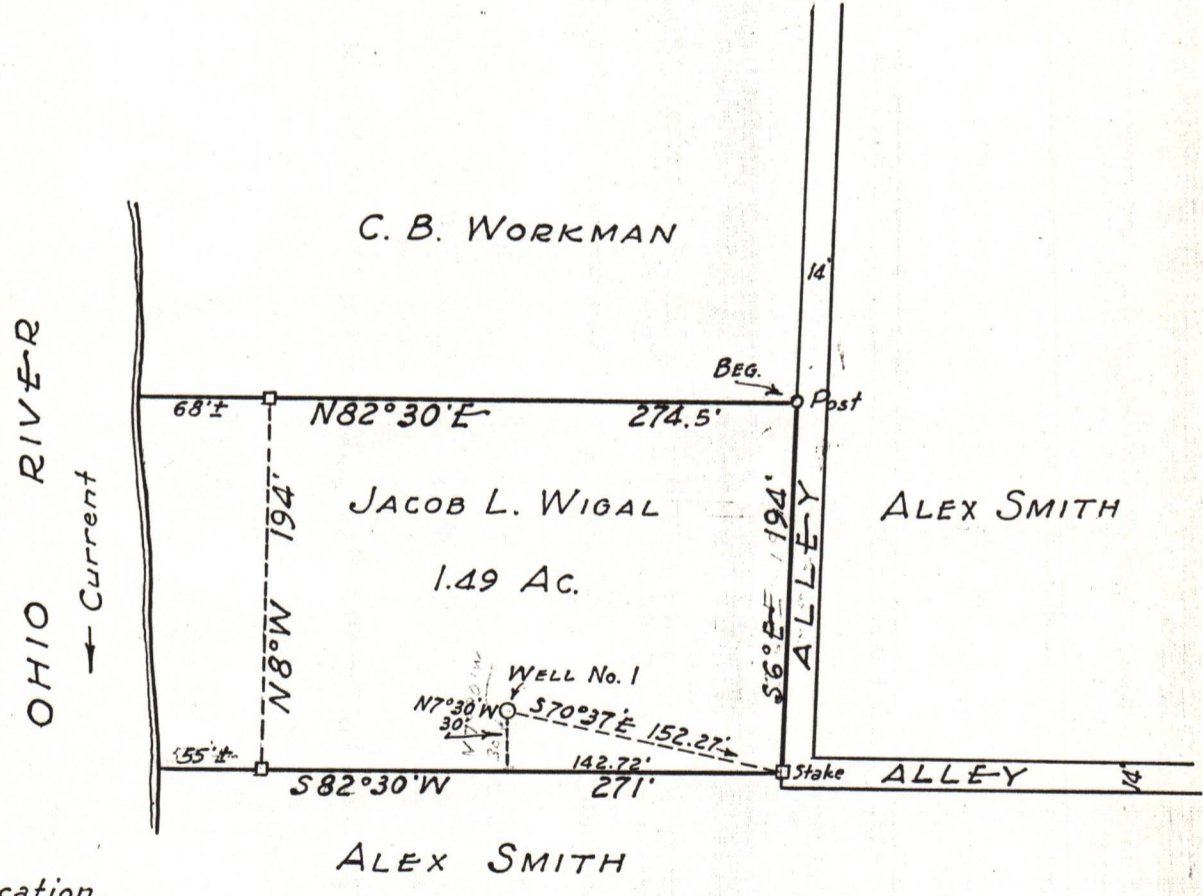 C. B. WORKMAN
14'
OHIO RIVER
← Current
BEG.
Post
68'±
N82°30'E
274.5'
N8°W 194'
JACOB L. WIGAL
1.49 AC.
S6°E 194'
ALLEY
ALEX SMITH
WELL No. 1
N7°30'W
30'
S70°37'E 152.27'
55'±
142.72'
S82°30'W
271'
Stake
ALLEY
14'
ALEX SMITH
cation